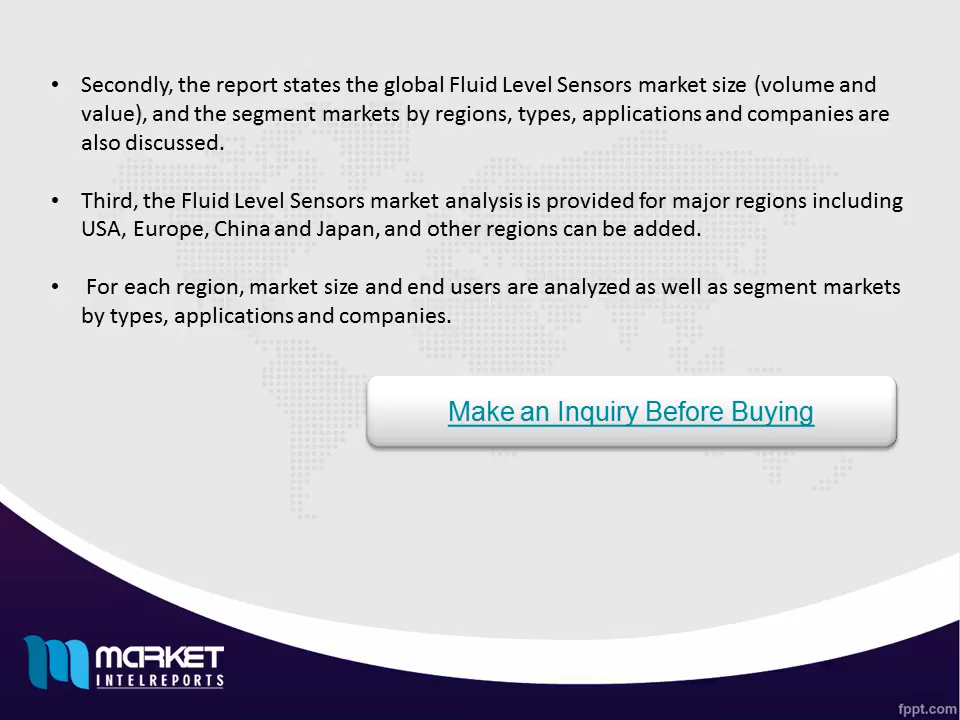 • Secondly, the report states the global Fluid Level Sensors market size (volume and
value), and the segment markets by regions, types, applications and companies are
also discussed.
• Third, the Fluid Level Sensors market analysis is provided for major regions including
USA, Europe, China and Japan, and other regions can be added.
• For each region, market size and end users are analyzed as well as segment markets
by types, applications and companies.
Make an Inquiry Before Buying
MARKET
INTELREPORTS
fppt.com